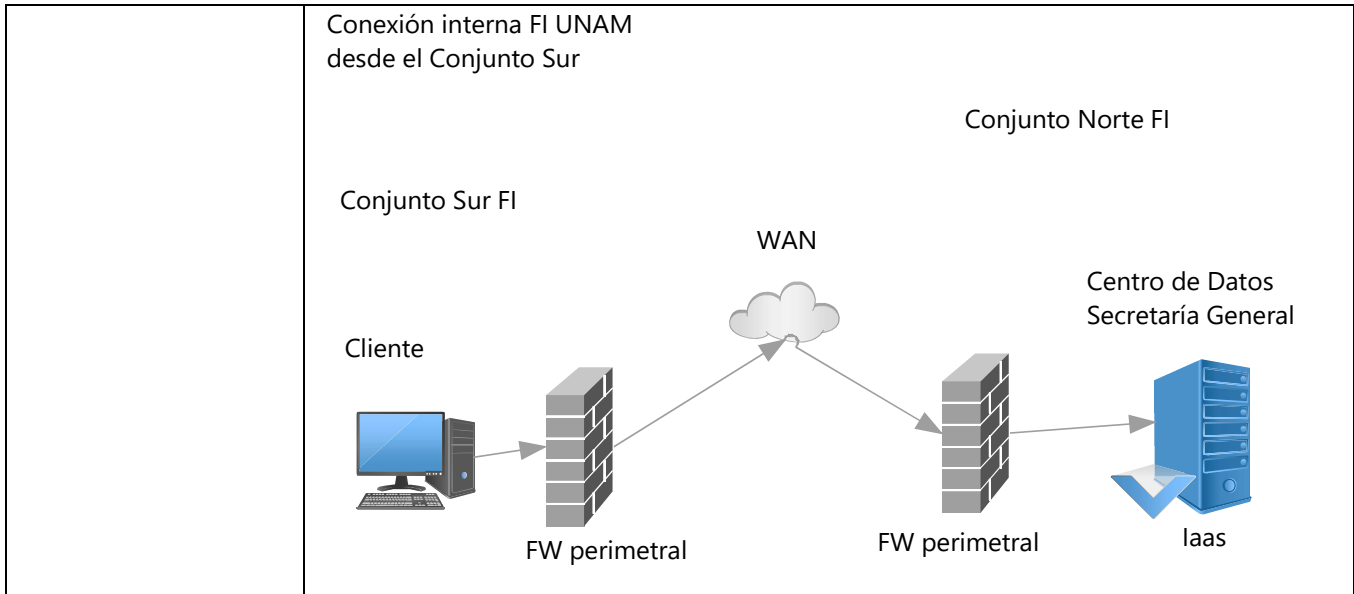 Conexión interna FI UNAM
desde el Conjunto Sur
Conjunto Norte FI
Conjunto Sur FI
WAN
Centro de Datos
Secretaría General
Cliente
FW perimetral
FW perimetral
Iaas